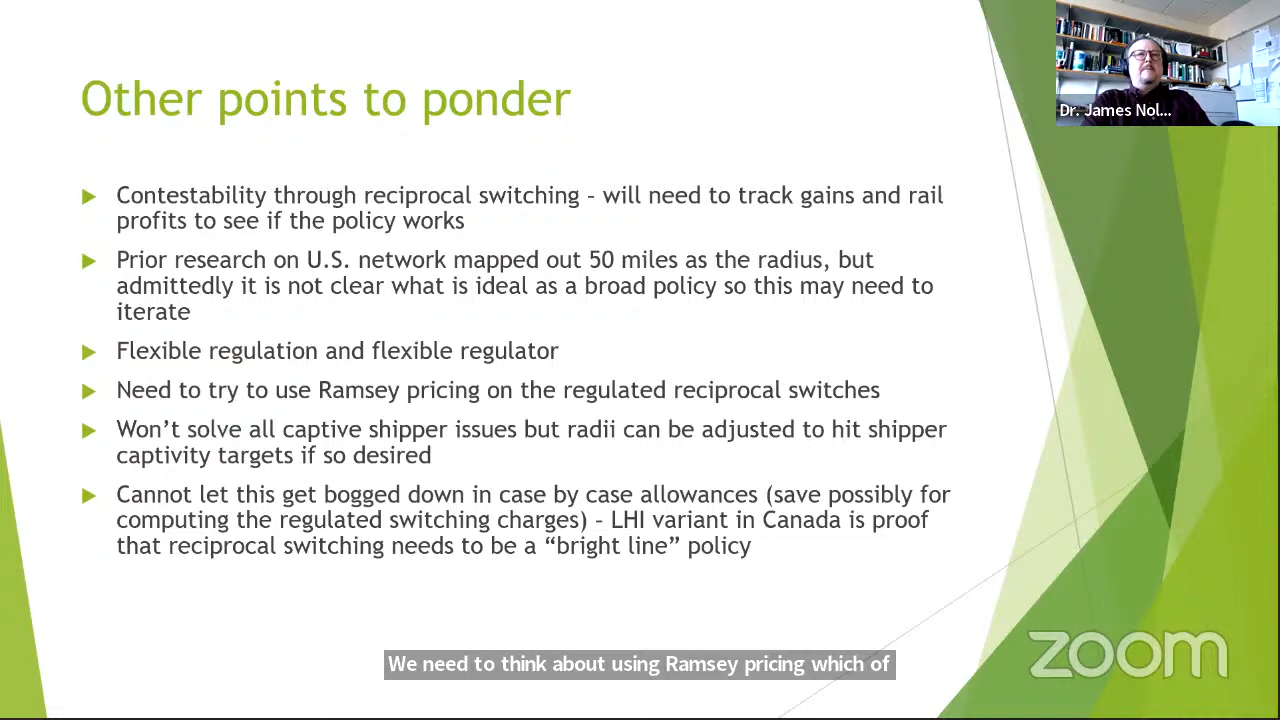 Other points to ponder
Dr. James Nol...
Contestability through reciprocal switching – will need to track gains and rail
profits to see if the policy works
Prior research on U.S. network mapped out 50 miles as the radius, but
admittedly it is not clear what is ideal as a broad policy so this may need to
iterate
Flexible regulation and flexible regulator
Need to try to use Ramsey pricing on the regulated reciprocal switches
Won’t solve all captive shipper issues but radii can be adjusted to hit shipper
captivity targets if so desired
Cannot let this get bogged down in case by case allowances (save possibly for
computing the regulated switching charges) – LHI variant in Canada is proof
that reciprocal switching needs to be a “bright line” policy
We need to think about using Ramsey pricing which of
zoom